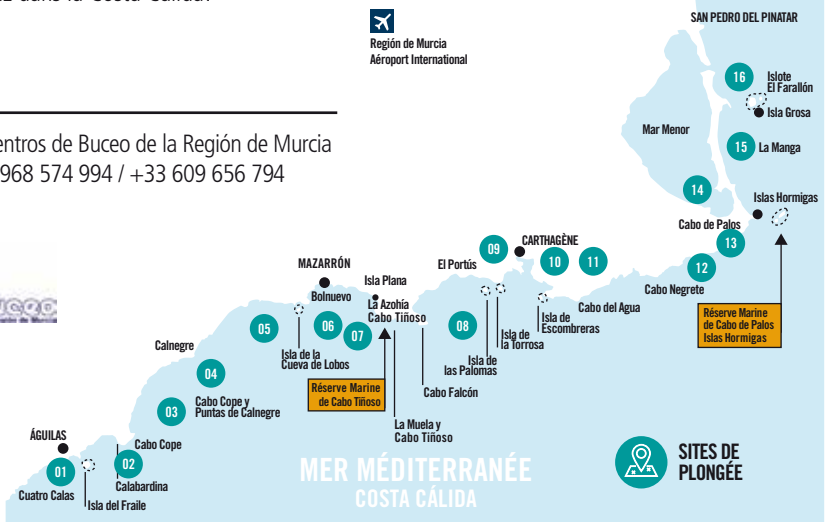 Región de Murcia
Aéroport International
entros de Buceo de la Región de Murcia
968 574 994 / +33 609 656 794
SAN PEDRO DEL PINATAR
16
Islote
El Farallón
Isla Grosa
Mar Menor
15
La Manga
14
Islas Hormigas
Cabo de Palos
13
12
Cabo Negrete
Réserve Marine
de Cabo de Palos
Islas Hormigas
CARTHAGÈNE
09
10
11
El Portús
Cabo del Agua
Isla de
Escombreras
Isla de
la Torrosa
Isla de
las Palomas
08
MAZARRÓN
Bolnuevo
Isla Plana
La Azohía
Cabo Tiñoso
05
06
07
Isla de la
Cueva de Lobos
Réserve Marine
de Cabo Tiñoso
Cabo Falcón
La Muela y
Cabo Tiñoso
Calnegre
04
Cabo Cope y
Puntas de Calnegre
03
ÁGUILAS
Cabo Cope
01
02
Cuatro Calas
Calabardina
Isla del Fraile
MER MÉDITERRANÉE
COSTA CÁLIDA
SITES DE
PLONGÉE